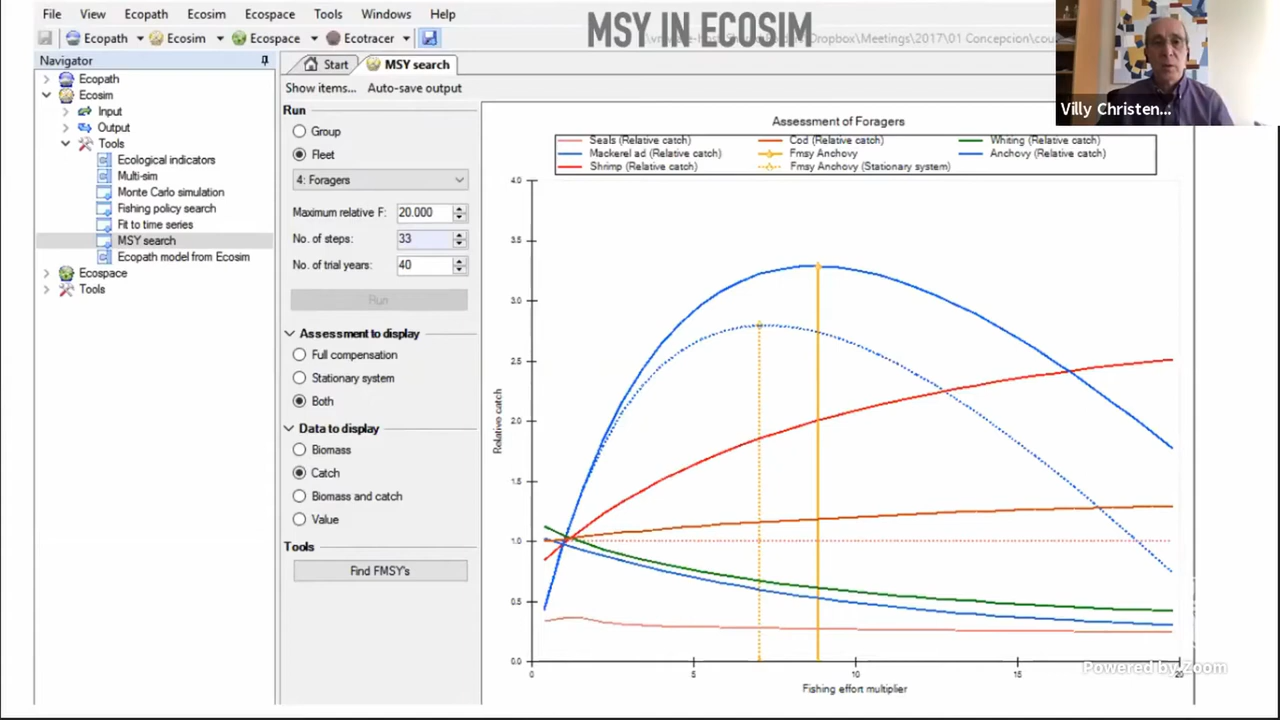 File View Ecopath Ecosim Ecospace Tools Windows Help
MSY IN ECOSIM
Ecopath Ecosim Ecospace Ecotracer
Dropbox\Meetings\2017\01 Concepcion\cou
Villy Christen...
Navigator
Ecopath
Ecosim
Input
Output
Tools
Ecological indicators
Multi-sim
Monte Carlo simulation
Fishing policy search
Fit to time series
MSY search
Ecopath model from Ecosim
Ecospace
Tools
Start MSY search
Show items... Auto-save output
Run
Group
Fleet
4: Foragers
Maximum relative F: 20.000
No. of steps: 33
No. of trial years: 40
Run
Assessment to display
Full compensation
Stationary system
Both
Data to display
Biomass
Catch
Biomass and catch
Value
Tools
Find FMSY's
Assessment of Foragers
Seals (Relative catch) Cod (Relative catch) Whiting (Relative catch)
Mackerel ad (Relative catch) Fmsy Anchovy Anchovy (Relative catch)
Shrimp (Relative catch) Fmsy Anchovy (Stationary system)
4.0
3.5
3.0
2.5
2.0
1.5
1.0
0.5
0.0
Relative catch
0 5 10 15 20
Fishing effort multiplier
Powered by Zoom